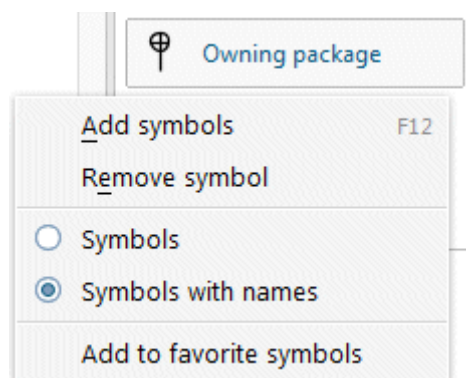 Owning package
Add symbols F12
Remove symbol
Symbols
Symbols with names
Add to favorite symbols